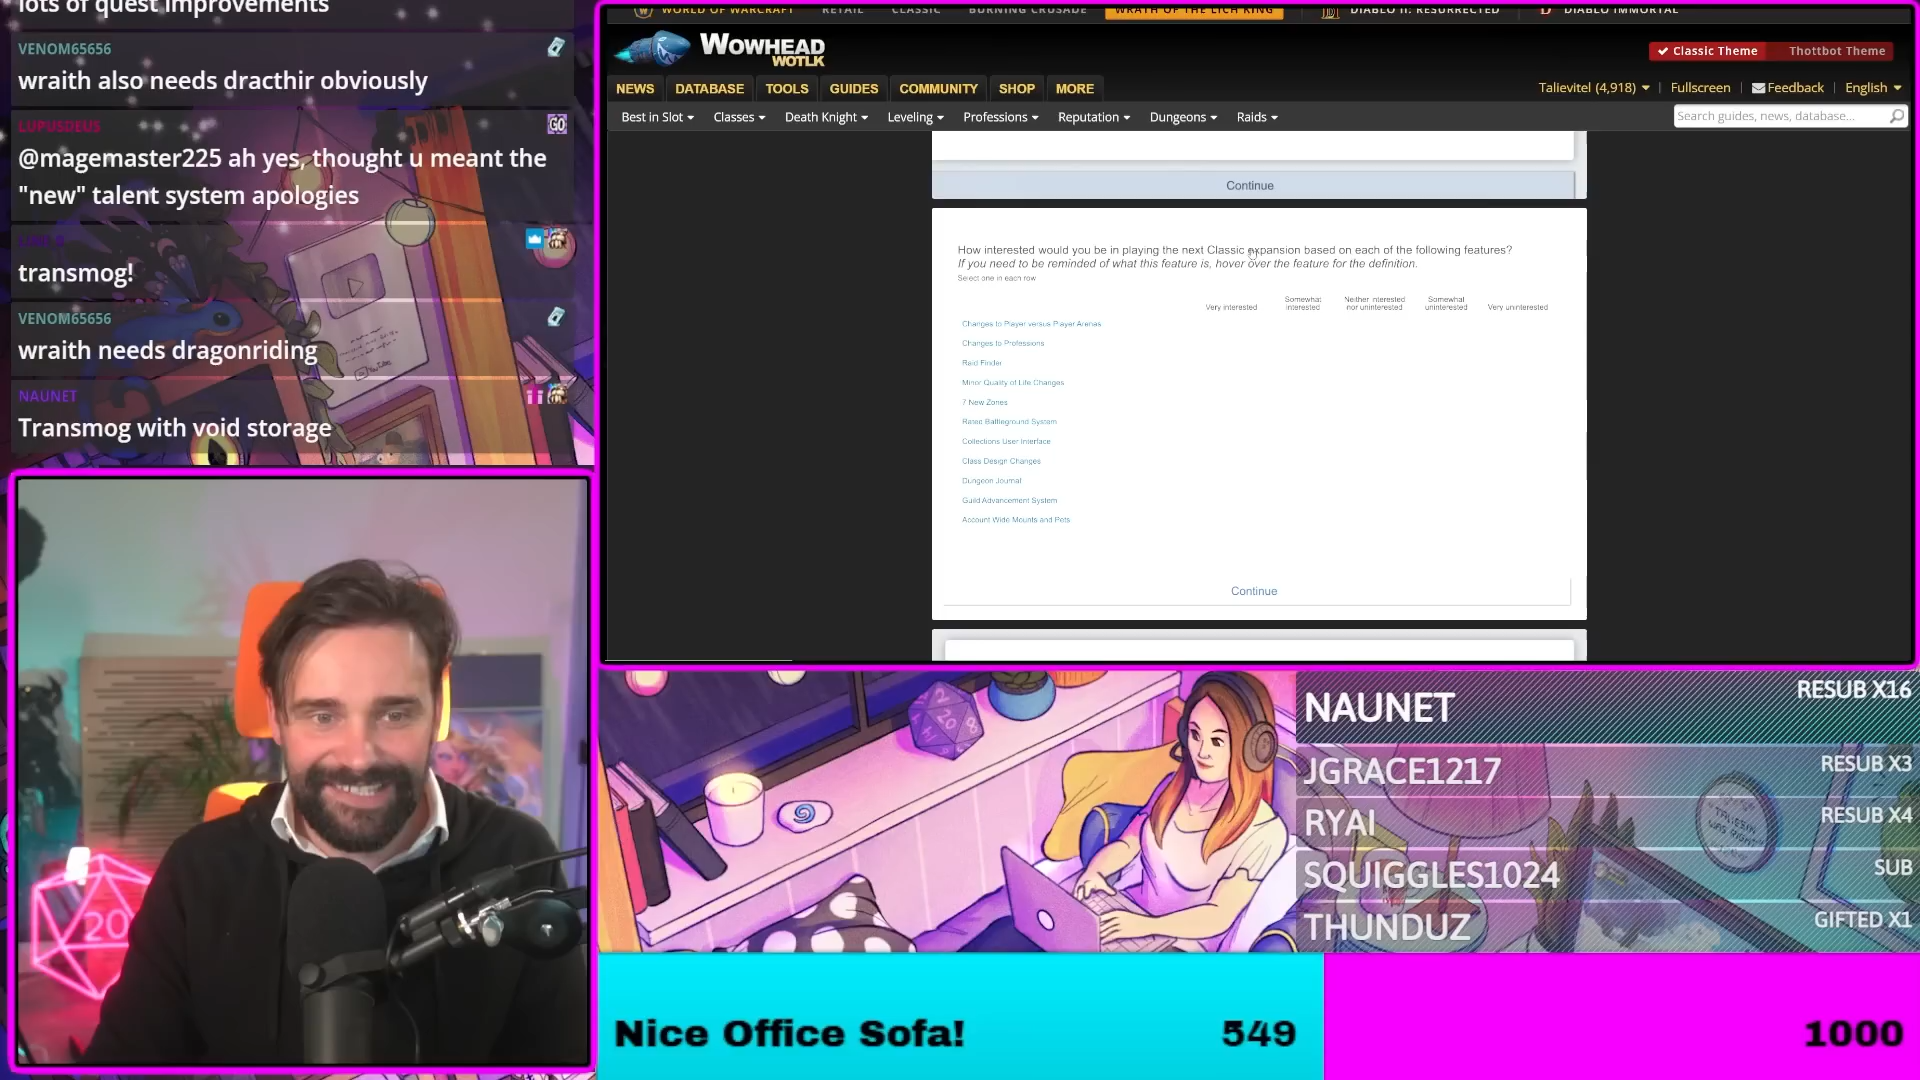 lots of quest improvements
VENOM65656
wraith also needs dracthir obviously
LUPUSDEUS
GO
@magemaster225 ah yes, thought u meant the
"new" talent system apologies
transmog!
VENOM65656
wraith needs dragonriding
NAUNET
Transmog with void storage
20
WORLD OF WARCRAFT RETAIL CLASSIC BURNING CRUSADE WRATH OF THE LICH KING DIABLO II: RESURRECTED DIABLO IMMORTAL
WOWHEAD
WOTLK
Classic Theme Thottbot Theme
NEWS DATABASE TOOLS GUIDES COMMUNITY SHOP MORE
Talievitel (4,918) Fullscreen Feedback English
Best in Slot Classes Death Knight Leveling Professions Reputation Dungeons Raids
Search guides, news, database...
Continue
How interested would you be in playing the next Classic expansion based on each of the following features?
If you need to be reminded of what this feature is, hover over the feature for the definition.
Select one in each row
Very interested
Somewhat interested
Neither interested nor uninterested
Somewhat uninterested
Very uninterested
Changes to Player versus Player Arenas
Changes to Professions
Raid Finder
Minor Quality of Life Changes
7 New Zones
Rated Battleground System
Collections User Interface
Class Design Changes
Dungeon Journal
Guild Advancement System
Account Wide Mounts and Pets
Continue
NAUNET RESUB X16
JGRACE1217 RESUB X3
RYAI RESUB X4
SQUIGGLES1024 SUB
THUNDUZ GIFTED X1
Nice Office Sofa! 549 1000